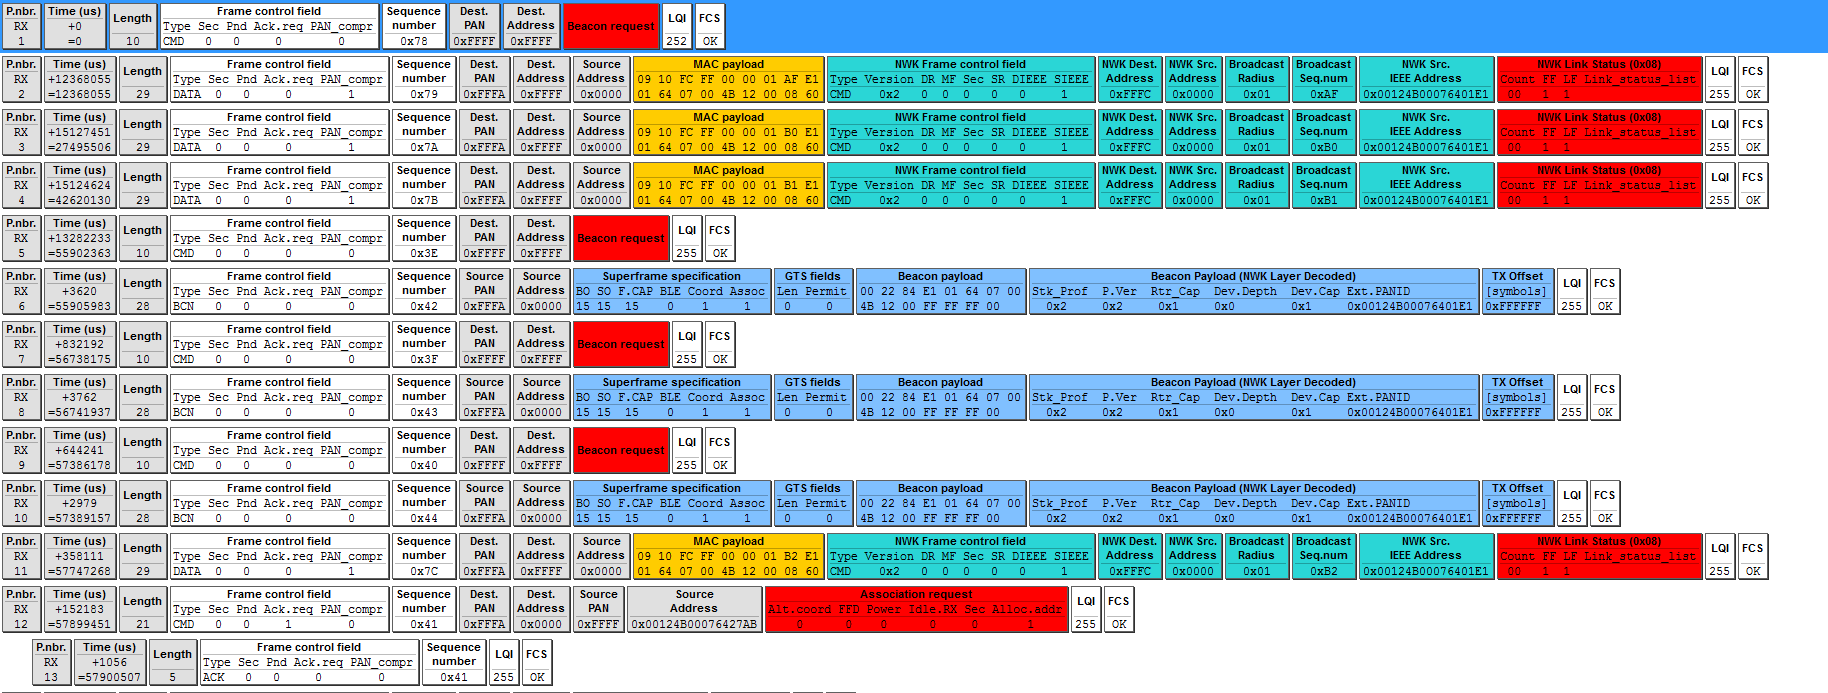 P.nbr. Time (us) Length Frame control field Sequence Dest. Dest. Beacon request LQI FCS
RX +0 Type Sec Pnd Ack.req PAN_compr number PAN Address
1 =0 10 CMD 0 0 0 0 0x78 0xFFFF 0xFFFF 252 OK
P.nbr. Time (us) Length Frame control field Sequence Dest. Dest. Source MAC payload NWK Frame control field NWK Dest. NWK Src. Broadcast Broadcast NWK Src. NWK Link Status (0x08) LQI FCS
RX +12368055 Type Sec Pnd Ack.req PAN_compr number PAN Address Address 09 10 FC FF 00 00 01 AF E1 Type Version DR MF Sec SR DIEEE SIEEE Address Address Radius Seq.num IEEE Address Count FF LF Link_status_list
2 =12368055 29 DATA 0 0 0 1 0x79 0xFFFA 0xFFFF 0x0000 01 64 07 00 4B 12 00 08 60 CMD 0x2 0 0 0 0 0 1 0xFFFC 0x0000 0x01 0xAF 0x00124B00076401E1 00 1 1 255 OK
P.nbr. Time (us) Length Frame control field Sequence Dest. Dest. Source MAC payload NWK Frame control field NWK Dest. NWK Src. Broadcast Broadcast NWK Src. NWK Link Status (0x08) LQI FCS
RX +15127451 Type Sec Pnd Ack.req PAN_compr number PAN Address Address 09 10 FC FF 00 00 01 B0 E1 Type Version DR MF Sec SR DIEEE SIEEE Address Address Radius Seq.num IEEE Address Count FF LF Link_status_list
3 =27495506 29 DATA 0 0 0 1 0x7A 0xFFFA 0xFFFF 0x0000 01 64 07 00 4B 12 00 08 60 CMD 0x2 0 0 0 0 0 1 0xFFFC 0x0000 0x01 0xB0 0x00124B00076401E1 00 1 1 255 OK
P.nbr. Time (us) Length Frame control field Sequence Dest. Dest. Source MAC payload NWK Frame control field NWK Dest. NWK Src. Broadcast Broadcast NWK Src. NWK Link Status (0x08) LQI FCS
RX +15124624 Type Sec Pnd Ack.req PAN_compr number PAN Address Address 09 10 FC FF 00 00 01 B1 E1 Type Version DR MF Sec SR DIEEE SIEEE Address Address Radius Seq.num IEEE Address Count FF LF Link_status_list
4 =42620130 29 DATA 0 0 0 1 0x7B 0xFFFA 0xFFFF 0x0000 01 64 07 00 4B 12 00 08 60 CMD 0x2 0 0 0 0 0 1 0xFFFC 0x0000 0x01 0xB1 0x00124B00076401E1 00 1 1 255 OK
P.nbr. Time (us) Length Frame control field Sequence Dest. Dest. Beacon request LQI FCS
RX +13282233 Type Sec Pnd Ack.req PAN_compr number PAN Address
5 =55902363 10 CMD 0 0 0 0 0x3E 0xFFFF 0xFFFF 255 OK
P.nbr. Time (us) Length Frame control field Sequence Source Source Superframe specification GTS fields Beacon payload Beacon Payload (NWK Layer Decoded) TX Offset LQI FCS
RX +3620 Type Sec Pnd Ack.req PAN_compr number PAN Address BO SO F.CAP BLE Coord Assoc Len Permit 00 22 84 E1 01 64 07 00 Stk_Prof P.Ver Rtr_Cap Dev.Depth Dev.Cap Ext.PANID [symbols]
6 =55905983 28 BCN 0 0 0 0 0x42 0xFFFA 0x0000 15 15 15 0 1 1 0 0 4B 12 00 FF FF FF 00 0x2 0x2 0x1 0x0 0x1 0x00124B00076401E1 0xFFFFFF 255 OK
P.nbr. Time (us) Length Frame control field Sequence Dest. Dest. Beacon request LQI FCS
RX +832192 Type Sec Pnd Ack.req PAN_compr number PAN Address
7 =56738175 10 CMD 0 0 0 0 0x3F 0xFFFF 0xFFFF 255 OK
P.nbr. Time (us) Length Frame control field Sequence Source Source Superframe specification GTS fields Beacon payload Beacon Payload (NWK Layer Decoded) TX Offset LQI FCS
RX +3762 Type Sec Pnd Ack.req PAN_compr number PAN Address BO SO F.CAP BLE Coord Assoc Len Permit 00 22 84 E1 01 64 07 00 Stk_Prof P.Ver Rtr_Cap Dev.Depth Dev.Cap Ext.PANID [symbols]
8 =56741937 28 BCN 0 0 0 0 0x43 0xFFFA 0x0000 15 15 15 0 1 1 0 0 4B 12 00 FF FF FF 00 0x2 0x2 0x1 0x0 0x1 0x00124B00076401E1 0xFFFFFF 255 OK
P.nbr. Time (us) Length Frame control field Sequence Dest. Dest. Beacon request LQI FCS
RX +644241 Type Sec Pnd Ack.req PAN_compr number PAN Address
9 =57386178 10 CMD 0 0 0 0 0x40 0xFFFF 0xFFFF 255 OK
P.nbr. Time (us) Length Frame control field Sequence Source Source Superframe specification GTS fields Beacon payload Beacon Payload (NWK Layer Decoded) TX Offset LQI FCS
RX +2979 Type Sec Pnd Ack.req PAN_compr number PAN Address BO SO F.CAP BLE Coord Assoc Len Permit 00 22 84 E1 01 64 07 00 Stk_Prof P.Ver Rtr_Cap Dev.Depth Dev.Cap Ext.PANID [symbols]
10 =57389157 28 BCN 0 0 0 0 0x44 0xFFFA 0x0000 15 15 15 0 1 1 0 0 4B 12 00 FF FF FF 00 0x2 0x2 0x1 0x0 0x1 0x00124B00076401E1 0xFFFFFF 255 OK
P.nbr. Time (us) Length Frame control field Sequence Dest. Dest. Source MAC payload NWK Frame control field NWK Dest. NWK Src. Broadcast Broadcast NWK Src. NWK Link Status (0x08) LQI FCS
RX +358111 Type Sec Pnd Ack.req PAN_compr number PAN Address Address 09 10 FC FF 00 00 01 B2 E1 Type Version DR MF Sec SR DIEEE SIEEE Address Address Radius Seq.num IEEE Address Count FF LF Link_status_list
11 =57747268 29 DATA 0 0 0 1 0x7C 0xFFFA 0xFFFF 0x0000 01 64 07 00 4B 12 00 08 60 CMD 0x2 0 0 0 0 0 1 0xFFFC 0x0000 0x01 0xB2 0x00124B00076401E1 00 1 1 255 OK
P.nbr. Time (us) Length Frame control field Sequence Dest. Dest. Source Source Association request LQI FCS
RX +152183 Type Sec Pnd Ack.req PAN_compr number PAN Address PAN Address Alt.coord FFD Power Idle.RX Sec Alloc.addr
12 =57899451 21 CMD 0 0 1 0 0x41 0xFFFA 0x0000 0xFFFF 0x00124B00076427AB 0 0 0 0 0 1 255 OK
P.nbr. Time (us) Length Frame control field Sequence LQI FCS
RX +1056 Type Sec Pnd Ack.req PAN_compr number
13 =57900507 5 ACK 0 0 0 0 0x41 255 OK